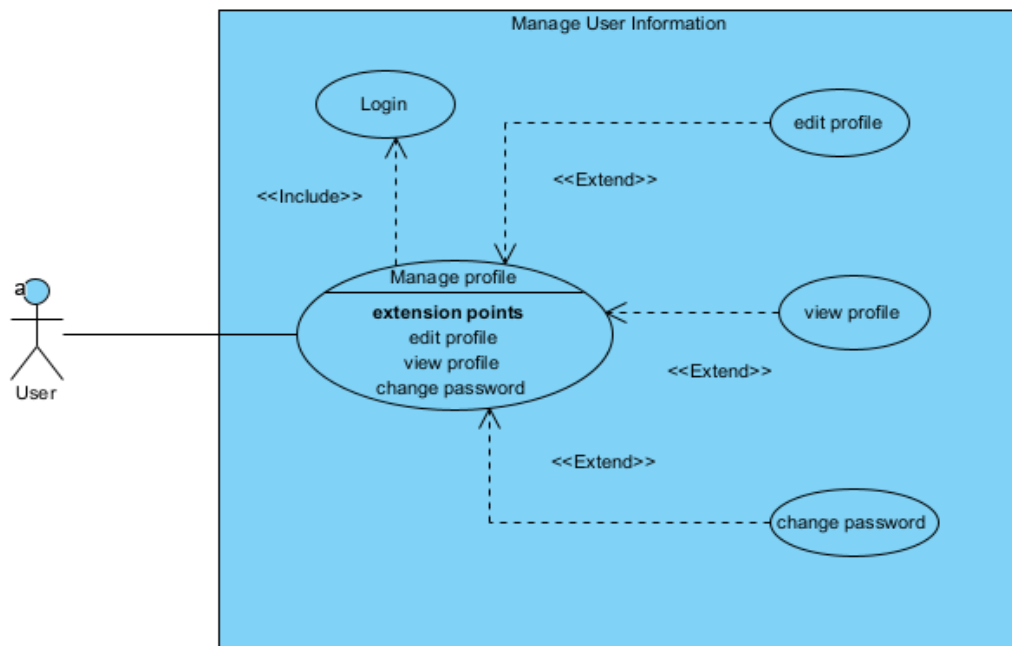 Manage User Information
Login
edit profile
<<Extend>>
<<Include>>
Manage profile
extension points
edit profile
view profile
change password
a
User
view profile
<<Extend>>
<<Extend>>
change password